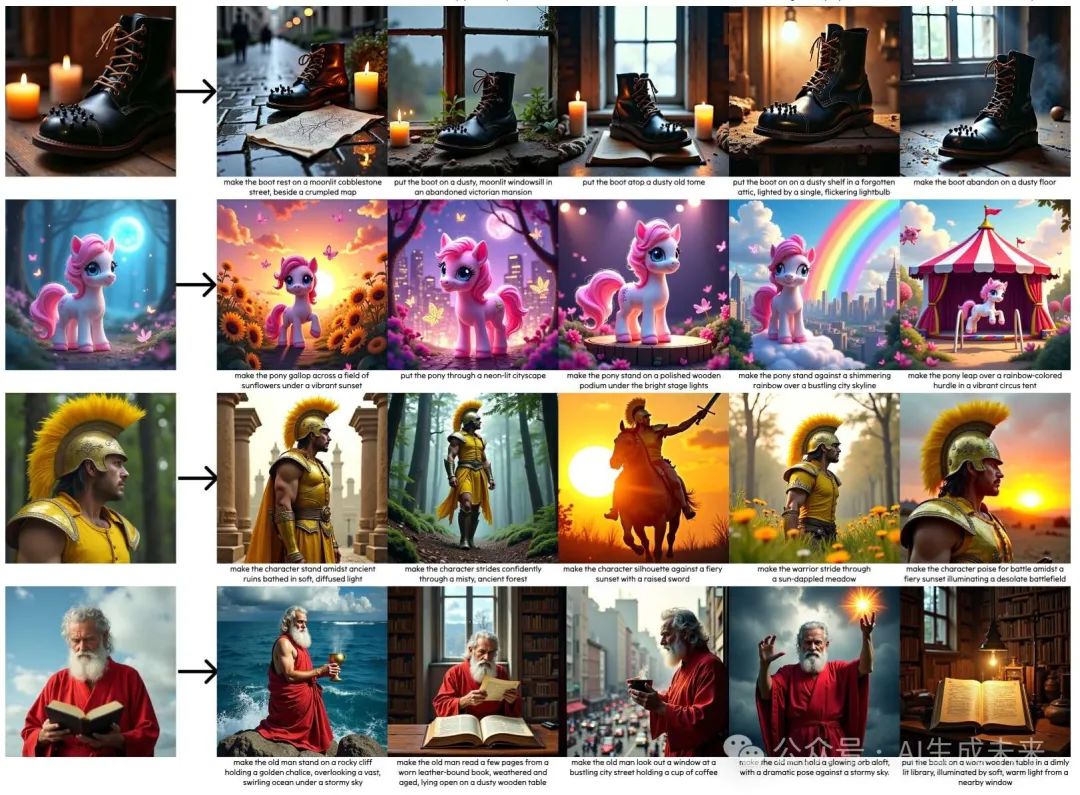 make the boot rest on a moonlit cobblestone
street, beside a crumpled map
put the boot on a dusty, moonlit windowsill in
an abandoned victorian mansion
put the boot atop a dusty old tome
put the boot on on a dusty shelf in a forgotten
attic, lighted by a single, flickering lightbulb
make the boot abandon on a dusty floor
make the pony gallop across a field of
sunflowers under a vibrant sunset
put the pony through a neon-lit cityscape
make the pony stand on a polished wooden
podium under the bright stage lights
make the pony stand against a shimmering
rainbow over a bustling city skyline
make the pony leap over a rainbow-colored
hurdle in a vibrant circus tent
make the character stand amidst ancient
ruins bathed in soft, diffused light
make the character strides confidently
through a misty, ancient forest
make the character silhouette against a fiery
sunset with a raised sword
make the warrior stride through
a sun-dappled meadow
make the character poise for battle amidst a
fiery sunset illuminating a desolate battlefield
make the old man stand on a rocky cliff
holding a golden chalice, overlooking a vast,
swirling ocean under a stormy sky
make the old man read a few pages from a
worn leather-bound book, weathered and
aged, lying open on a dusty wooden table
make the old man look out a window at a
bustling city street holding a cup of coffee
make the old man hold a glowing orb aloft,
with a dramatic pose against a stormy sky.
put the book on a worn wooden table in a dimly
lit library, illuminated by soft, warm light from a
nearby window
公众号 · AI生成未来